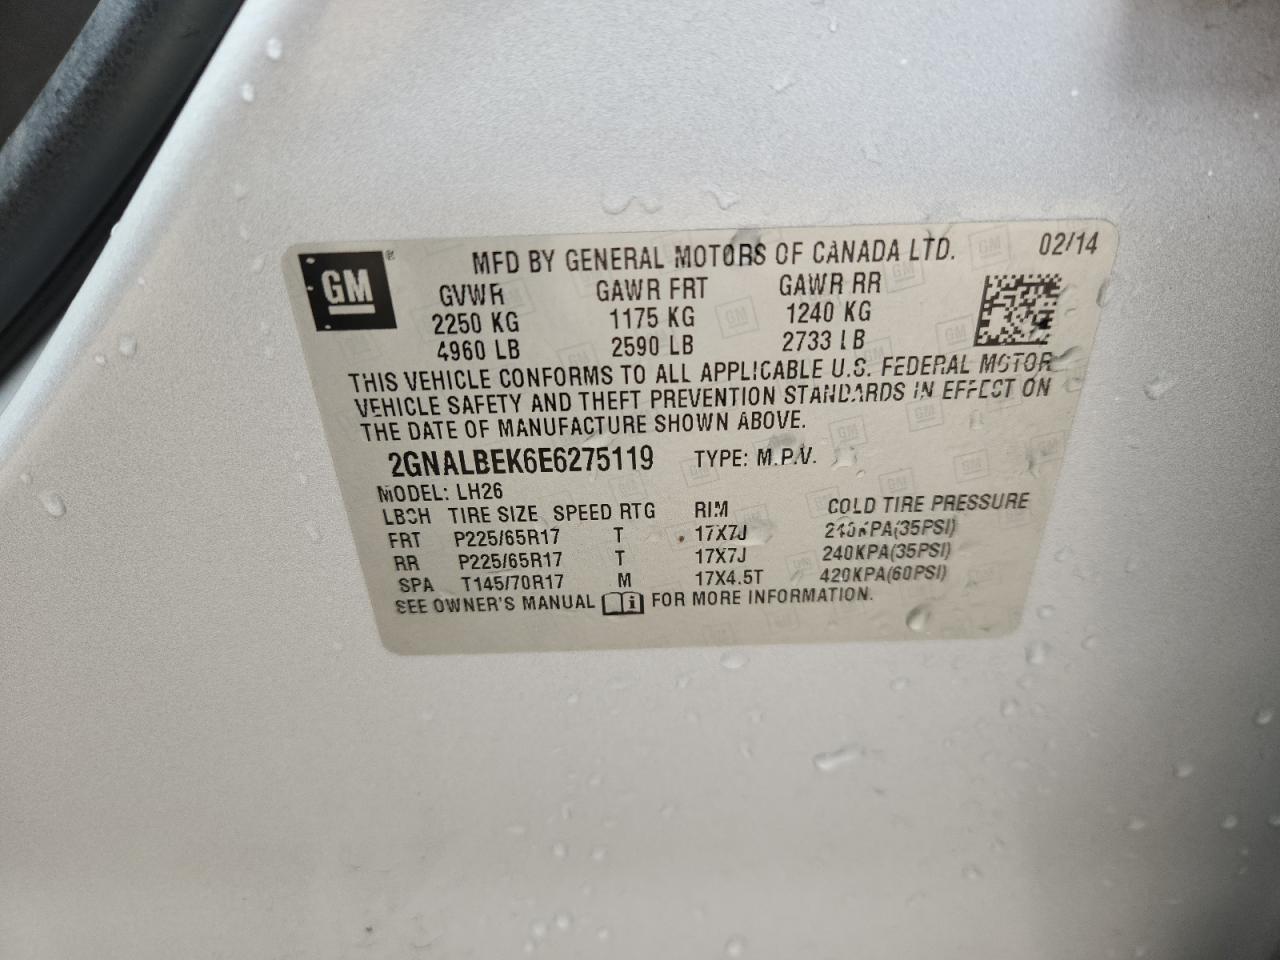 GM ® MFD BY GENERAL MOTORS OF CANADA LTD. 02/14
GVWR GAWR FRT GAWR RR
2250 KG 1175 KG 1240 KG
4960 LB 2590 LB 2733 LB
THIS VEHICLE CONFORMS TO ALL APPLICABLE U.S. FEDERAL MOTOR
VEHICLE SAFETY AND THEFT PREVENTION STANDARDS IN EFFECT ON
THE DATE OF MANUFACTURE SHOWN ABOVE.
2GNALBEK6E6275119 TYPE: M.P.V.
MODEL: LH26
LBCH TIRE SIZE SPEED RTG RIM COLD TIRE PRESSURE
FRT P225/65R17 T 17X7J 240KPA(35PSI)
RR P225/65R17 T 17X7J 240KPA(35PSI)
SPA T145/70R17 M 17X4.5T 420KPA(60PSI)
SEE OWNER'S MANUAL i FOR MORE INFORMATION.